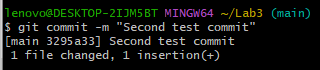 lenovo@DESKTOP-2IJM5BT MINGW64 ~/Lab3 (main)
$ git commit -m "Second test commit"
[main 3295a33] Second test commit
 1 file changed, 1 insertion(+)